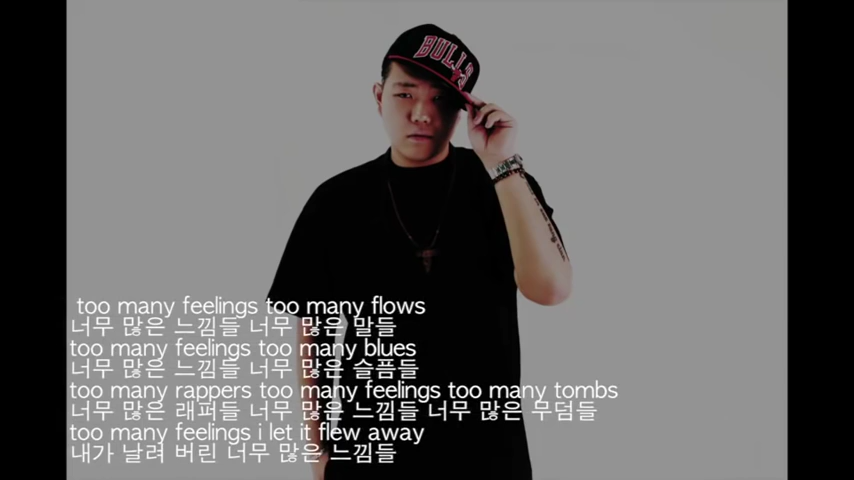 BULLS
too many feelings too many flows
너무 많은 느낌들 너무 많은 말들
too many feelings too many blues
너무 많은 느낌들 너무 많은 슬픔들
too many rappers too many feelings too many tombs
너무 많은 래퍼들 너무 많은 느낌들 너무 많은 무덤들
too many feelings i let it flew away
내가 날려 버린 너무 많은 느낌들